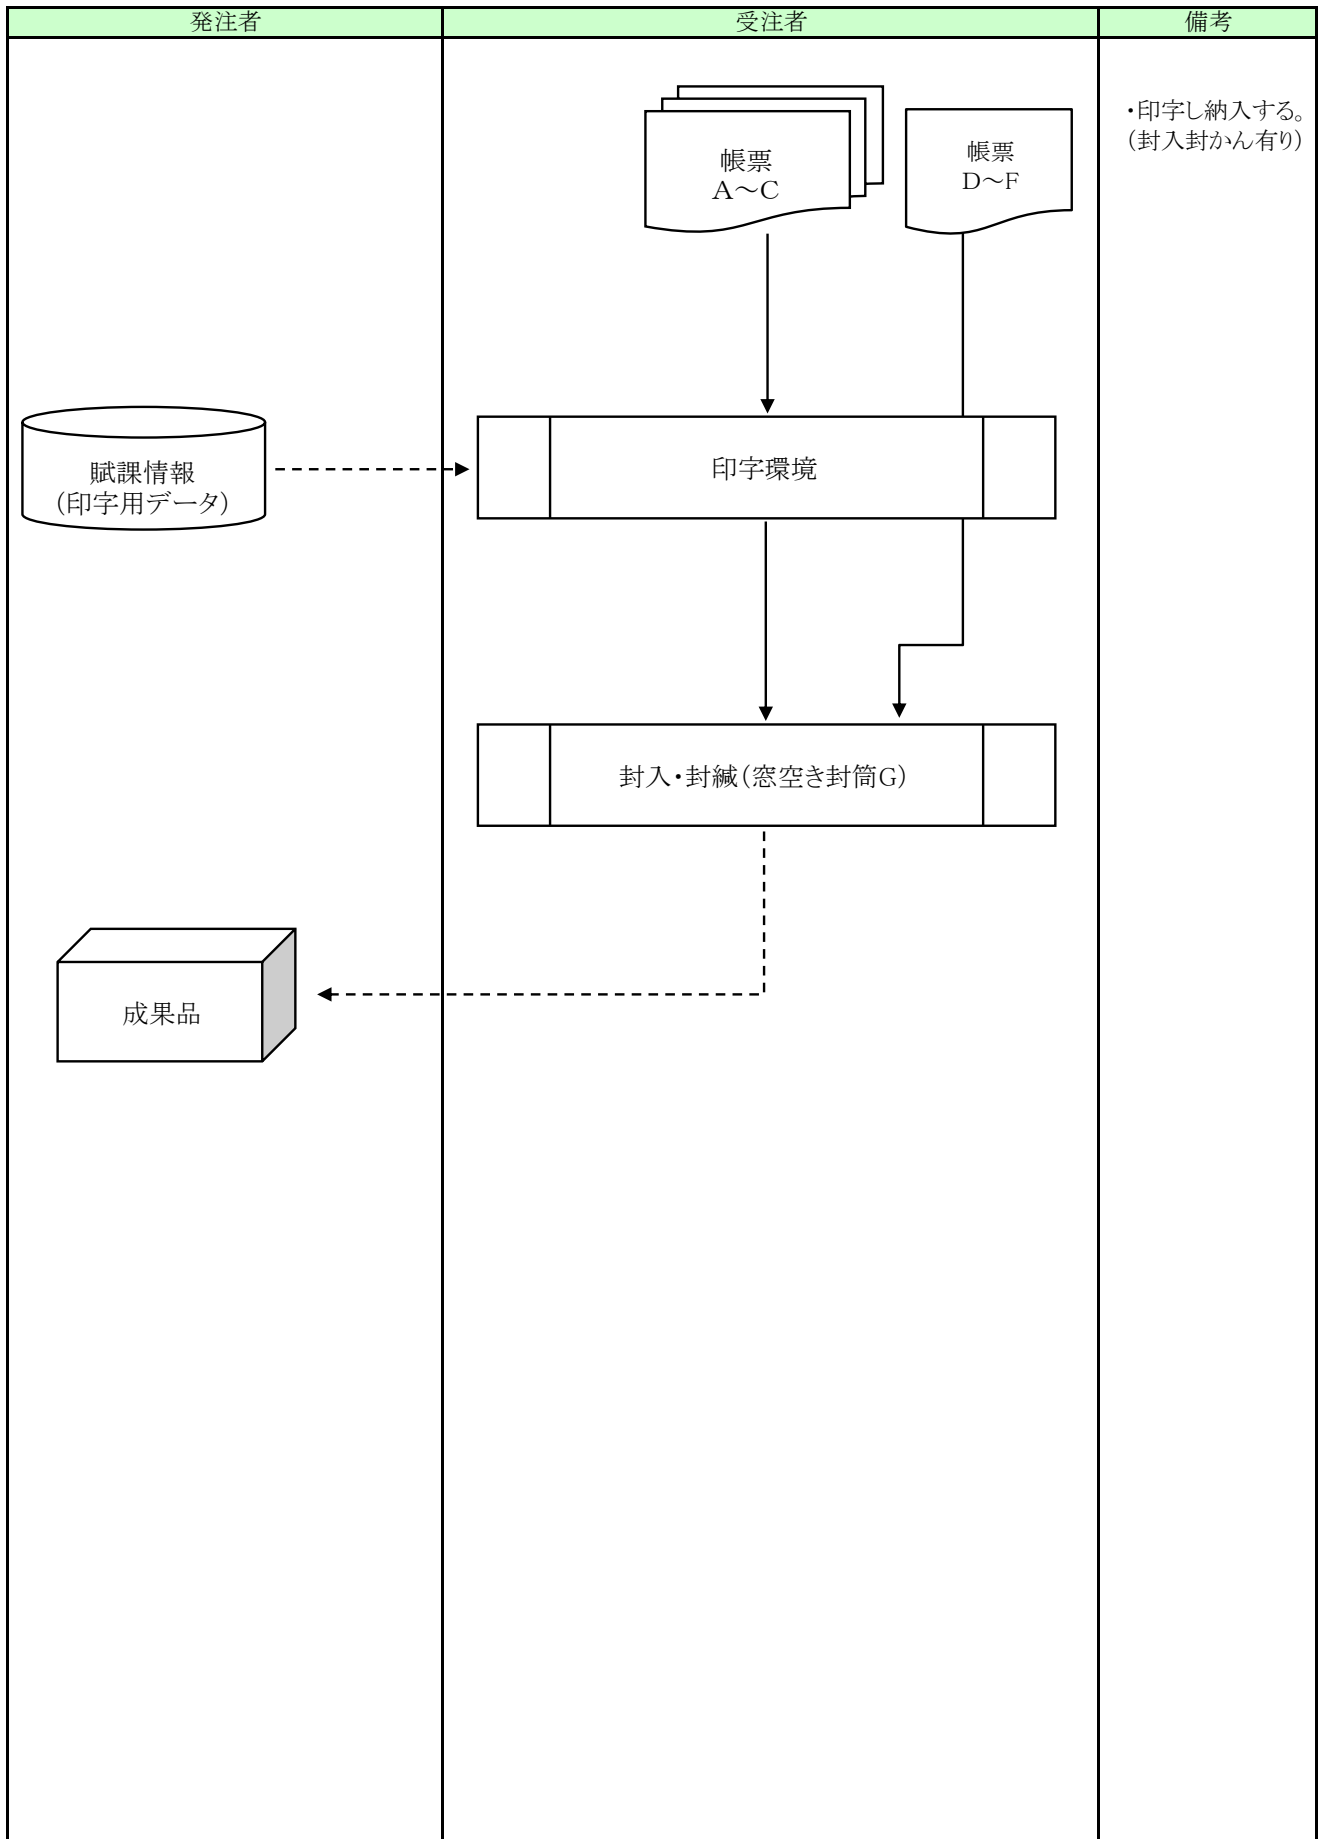 発注者
受注者
備考
・印字し納入する。
（封入封かん有り）
帳票
A～C
帳票
D～F
賦課情報
（印字用データ）
印字環境
封入・封緘（窓空き封筒G）
成果品